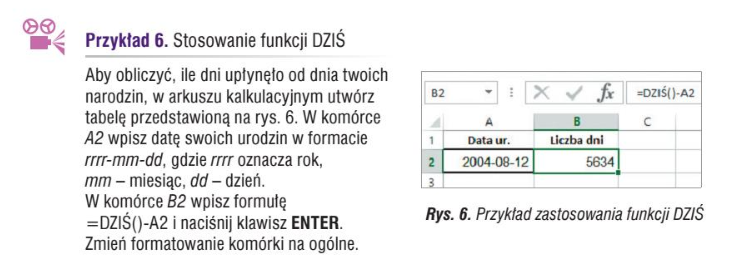 Przykład 6. Stosowanie funkcji DZIŚ
Aby obliczyć, ile dni upłynęło od dnia twoich
narodzin, w arkuszu kalkulacyjnym utwórz
tabelę przedstawioną na rys. 6. W komórce
A2 wpisz datę swoich urodzin w formacie
rrrr-mm-dd, gdzie rrrr oznacza rok,
mm – miesiąc, dd – dzień.
W komórce B2 wpisz formułę
=DZIŚ()-A2 i naciśnij klawisz ENTER.
Zmień formatowanie komórki na ogólne.
B2 fx =DZIŚ()-A2
A B C
1 Data ur. Liczba dni
2 2004-08-12 5634
3
Rys. 6. Przykład zastosowania funkcji DZIŚ